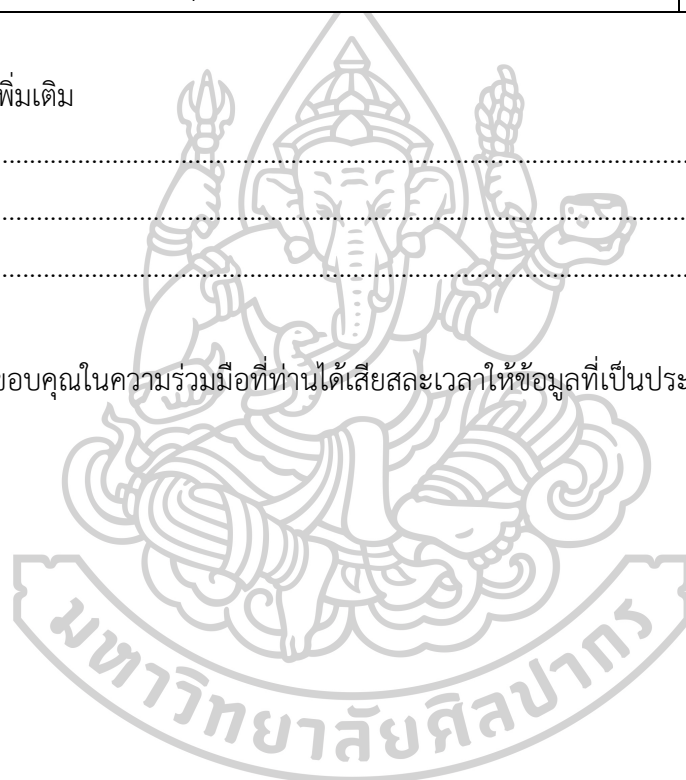 พิ่มเติม
........................................................................................................
........................................................................................................
........................................................................................................
ขอบคุณในความร่วมมือที่ท่านได้เสียสละเวลาให้ข้อมูลที่เป็นประ
มหาวิทยาลัยศิลปากร